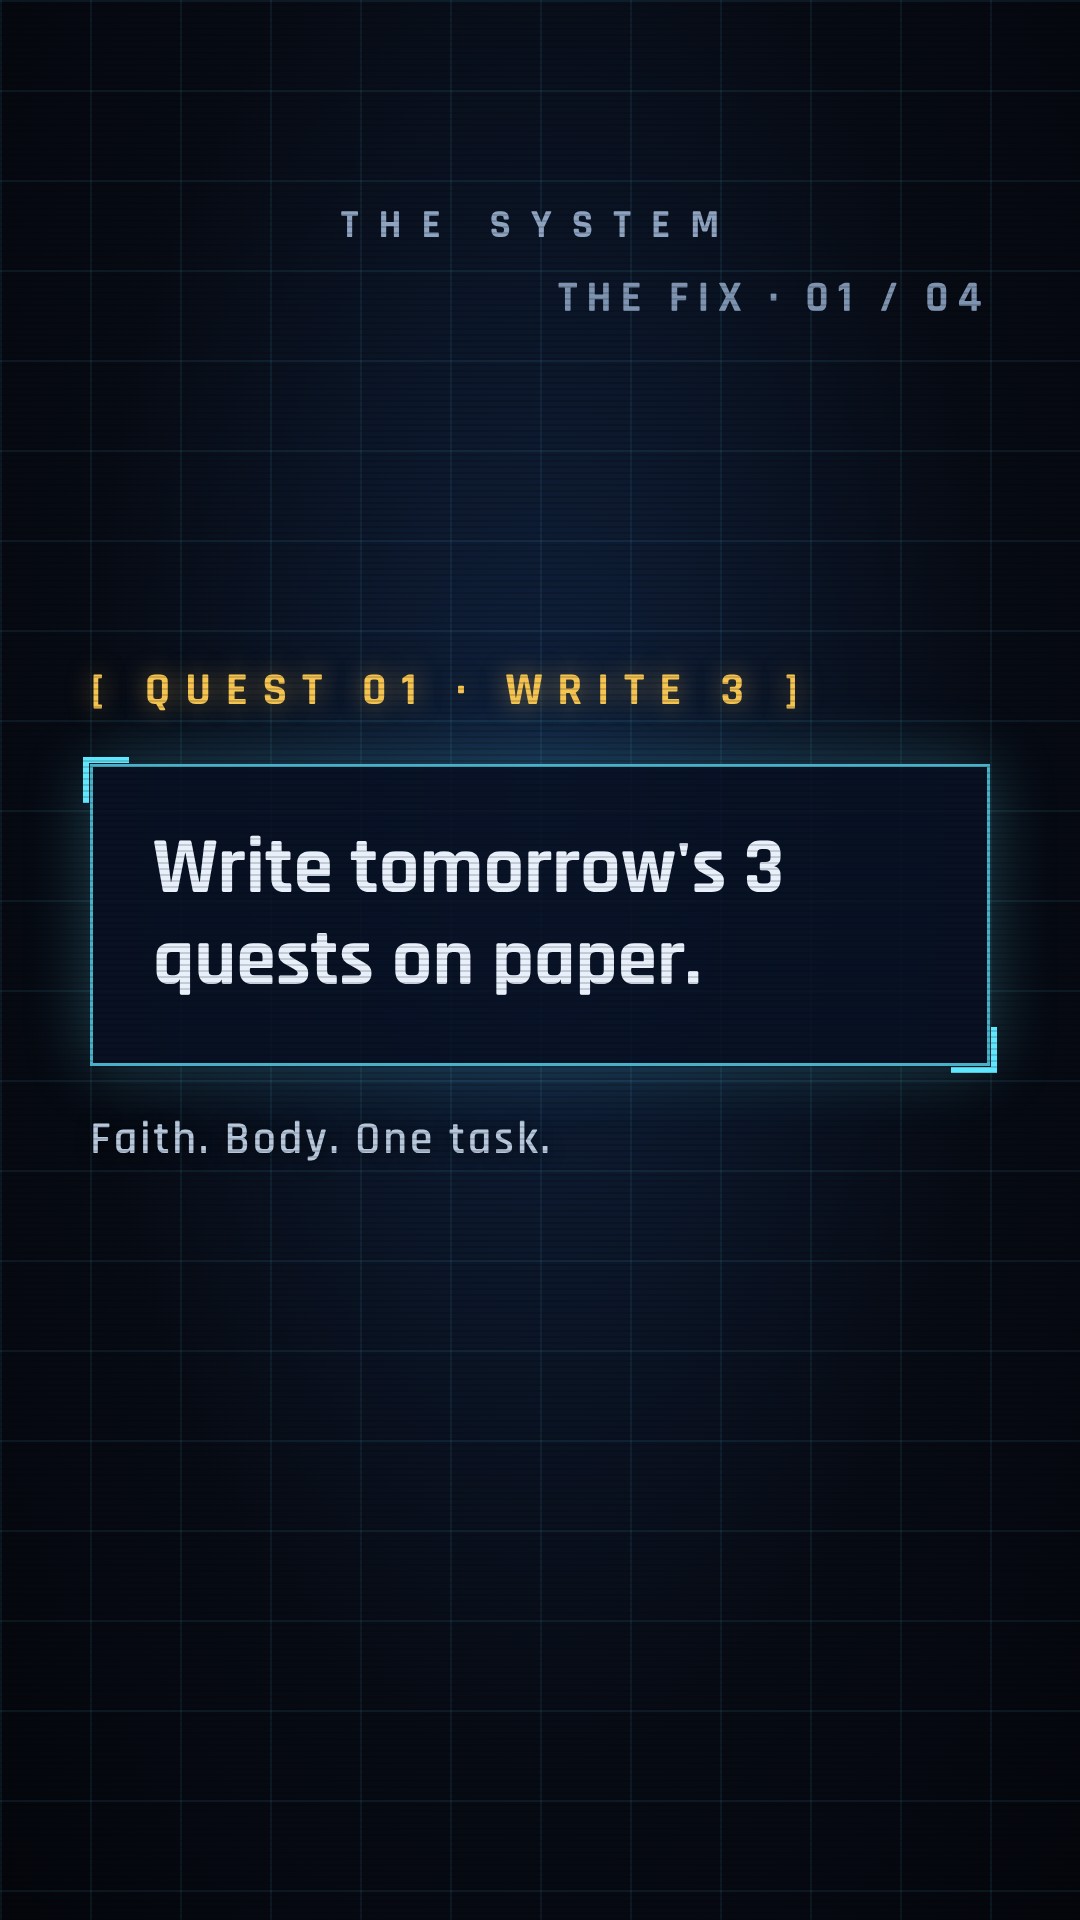 THE SYSTEM
THE FIX · 01 / 04
[ QUEST 01 · WRITE 3 ]
Write tomorrow's 3
quests on paper.
Faith. Body. One task.